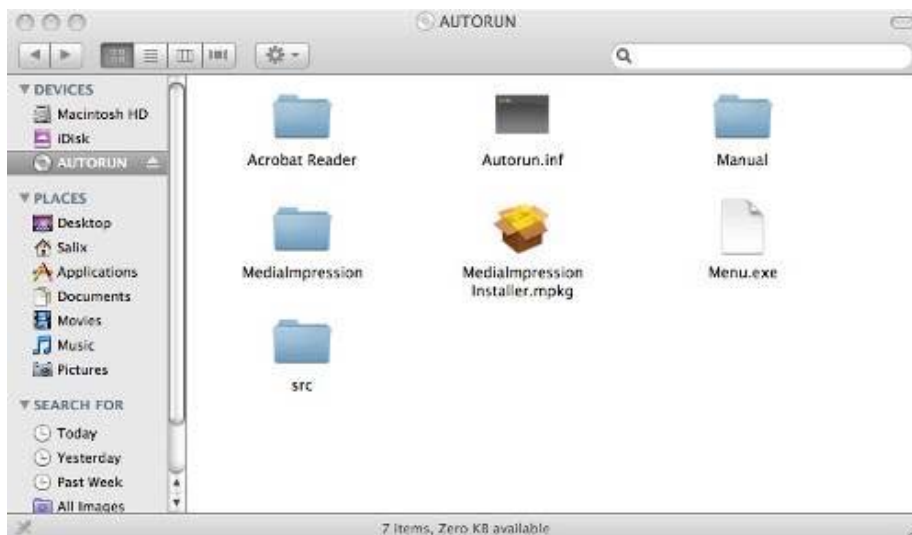 AUTORUN
DEVICES
Macintosh HD
iDisk
AUTORUN
PLACES
Desktop
Salix
Applications
Documents
Movies
Music
Pictures
SEARCH FOR
Today
Yesterday
Past Week
All Images
Acrobat Reader
Autorun.inf
Manual
MediaImpression
MediaImpression
Installer.mpkg
Menu.exe
src
7 items, Zero KB available